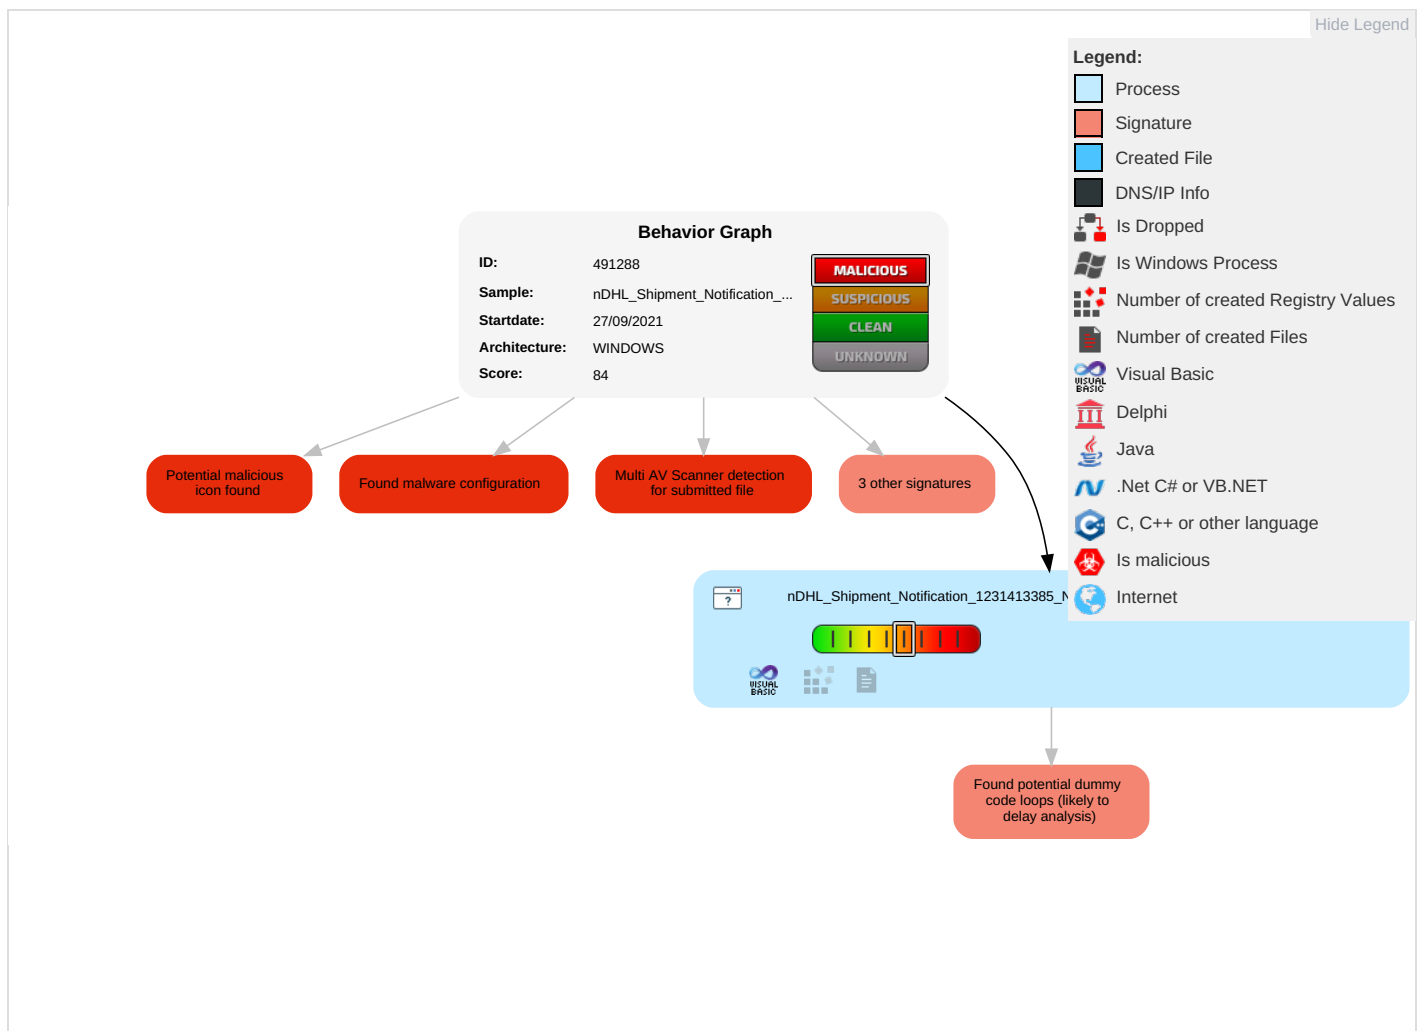 Hide Legend
Legend:
Process
Signature
Created File
DNS/IP Info
Is Dropped
Is Windows Process
Number of created Registry Values
Number of created Files
VISUAL
BASIC
Visual Basic
Delphi
Java
.Net C# or VB.NET
C, C++ or other language
Is malicious
Internet
Behavior Graph
ID: 491288
Sample: nDHL_Shipment_Notification_...
Startdate: 27/09/2021
Architecture: WINDOWS
Score: 84
MALICIOUS
SUSPICIOUS
CLEAN
UNKNOWN
Potential malicious
icon found
Found malware configuration
Multi AV Scanner detection
for submitted file
3 other signatures
nDHL_Shipment_Notification_1231413385_N
VISUAL
BASIC
Found potential dummy
code loops (likely to
delay analysis)